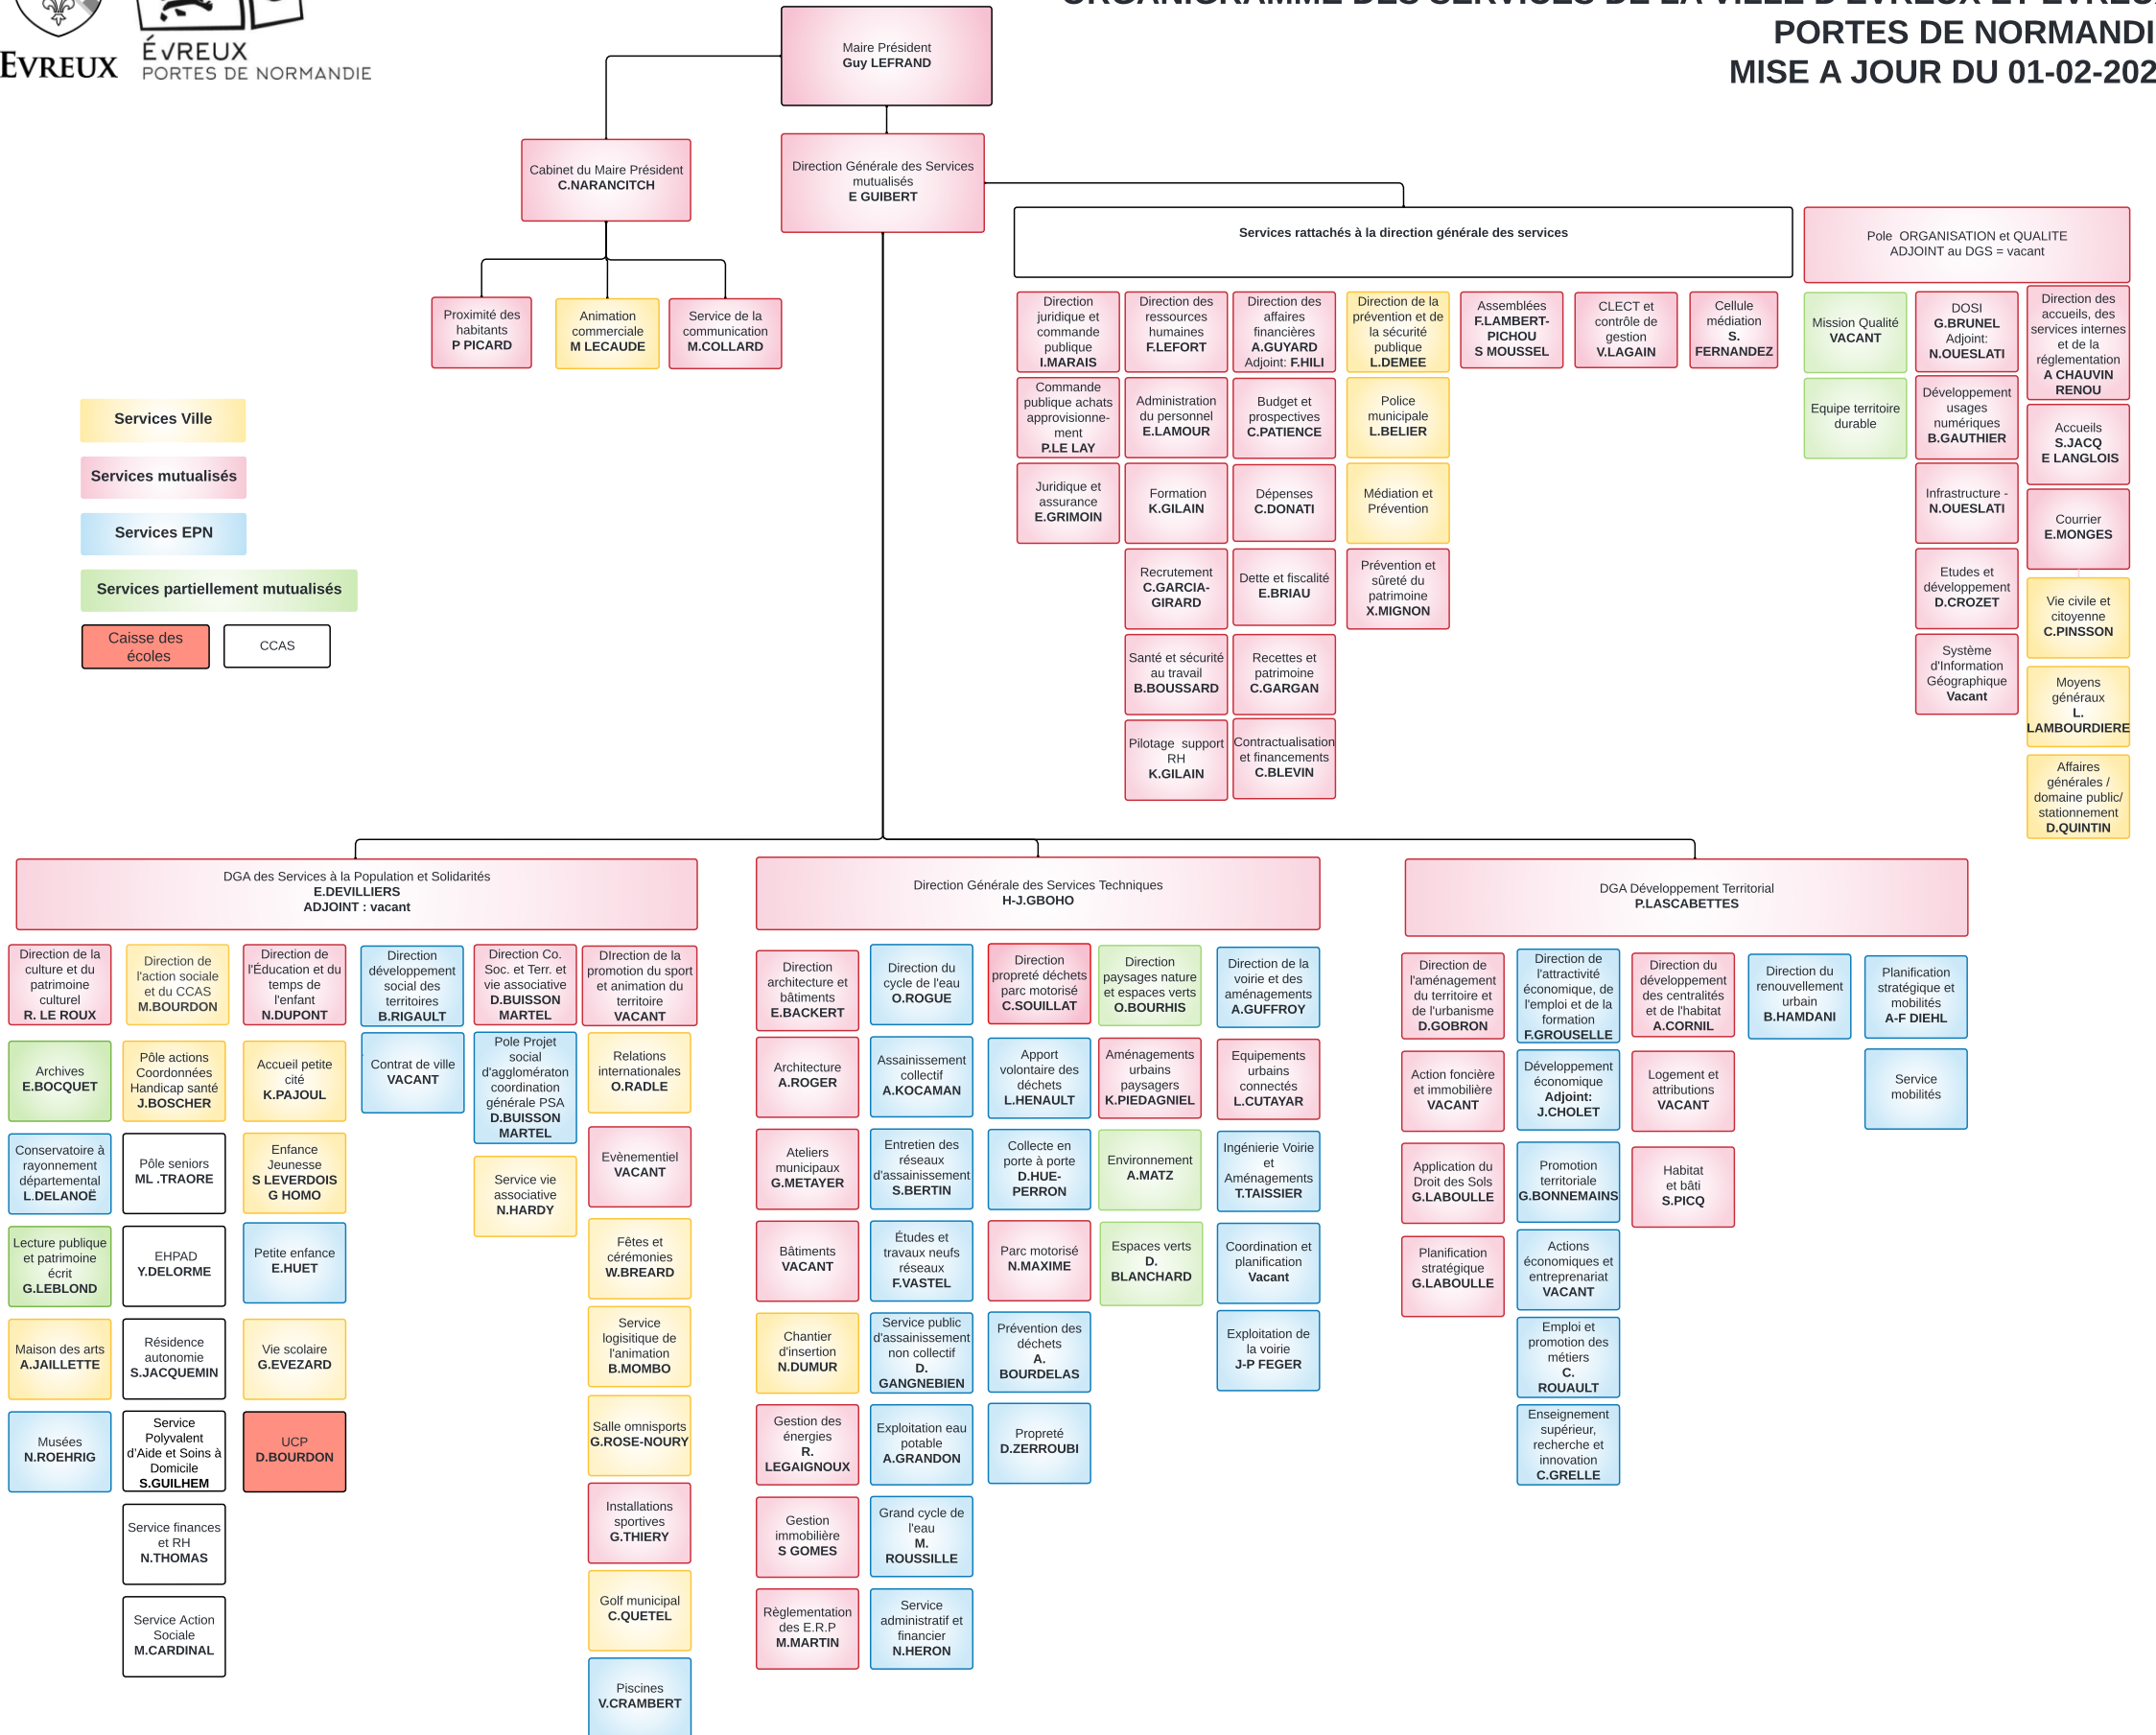 EVREUX
ÉVREUX
PORTES DE NORMANDIE
ORGANIGRAMME DES SERVICES DE LA VILLE D'EVREUX ET EVREUX
PORTES DE NORMANDI
MISE A JOUR DU 01-02-202
Maire Président
Guy LEFRAND
Cabinet du Maire Président
C.NARANCITCH
Direction Générale des Services
mutualisés
E GUIBERT
Proximité des
habitants
P PICARD
Animation
commerciale
M LECAUDE
Service de la
communication
M.COLLARD
Services Ville
Services mutualisés
Services EPN
Services partiellement mutualisés
Caisse des
écoles
CCAS
Services rattachés à la direction générale des services
Direction
juridique et
commande
publique
I.MARAIS
Commande
publique achats
approvisionne-
ment
P.LE LAY
Juridique et
assurance
E.GRIMOIN
Direction des
ressources
humaines
F.LEFORT
Administration
du personnel
E.LAMOUR
Formation
K.GILAIN
Recrutement
C.GARCIA-
GIRARD
Santé et sécurité
au travail
B.BOUSSARD
Pilotage support
RH
K.GILAIN
Direction des
affaires
financières
A.GUYARD
Adjoint: F.HILI
Budget et
prospectives
C.PATIENCE
Dépenses
C.DONATI
Dette et fiscalité
E.BRIAU
Recettes et
patrimoine
C.GARGAN
Contractualisation
et financements
C.BLEVIN
Direction de la
prévention et de
la sécurité
publique
L.DEMEE
Police
municipale
L.BELIER
Médiation et
Prévention
Prévention et
sûreté du
patrimoine
X.MIGNON
Assemblées
F.LAMBERT-
PICHOU
S MOUSSEL
CLECT et
contrôle de
gestion
V.LAGAIN
Cellule
médiation
S.
FERNANDEZ
Pole ORGANISATION et QUALITE
ADJOINT au DGS = vacant
Mission Qualité
VACANT
Equipe territoire
durable
DOSI
G.BRUNEL
Adjoint:
N.OUESLATI
Développement
usages
numériques
B.GAUTHIER
Infrastructure -
N.OUESLATI
Etudes et
développement
D.CROZET
Système
d'Information
Géographique
Vacant
Direction des
accueils, des
services internes
et de la
réglementation
A CHAUVIN
RENOU
Accueils
S.JACQ
E LANGLOIS
Courrier
E.MONGES
Vie civile et
citoyenne
C.PINSSON
Moyens
généraux
L.
LAMBOURDIERE
Affaires
générales /
domaine public/
stationnement
D.QUINTIN
DGA des Services à la Population et Solidarités
E.DEVILLIERS
ADJOINT : vacant
Direction de la
culture et du
patrimoine
culturel
R. LE ROUX
Archives
E.BOCQUET
Conservatoire à
rayonnement
départemental
L.DELANOË
Lecture publique
et patrimoine
écrit
G.LEBLOND
Maison des arts
A.JAILLETTE
Musées
N.ROEHRIG
Direction de
l'action sociale
et du CCAS
M.BOURDON
Pôle actions
Coordonnées
Handicap santé
J.BOSCHER
Pôle seniors
ML .TRAORE
EHPAD
Y.DELORME
Résidence
autonomie
S.JACQUEMIN
Service
Polyvalent
d'Aide et Soins à
Domicile
S.GUILHEM
Service finances
et RH
N.THOMAS
Service Action
Sociale
M.CARDINAL
Direction de
l'Éducation et du
temps de
l'enfant
N.DUPONT
Accueil petite
cité
K.PAJOUL
Enfance
Jeunesse
S LEVERDOIS
G HOMO
Petite enfance
E.HUET
Vie scolaire
G.EVEZARD
UCP
D.BOURDON
Direction
développement
social des
territoires
B.RIGAULT
Contrat de ville
VACANT
Direction Co.
Soc. et Terr. et
vie associative
D.BUISSON
MARTEL
Pole Projet
social
d'agglomératon
coordination
générale PSA
D.BUISSON
MARTEL
Service vie
associative
N.HARDY
DIrection de la
promotion du sport
et animation du
territoire
VACANT
Relations
internationales
O.RADLE
Evènementiel
VACANT
Fêtes et
cérémonies
W.BREARD
Service
logisitique de
l'animation
B.MOMBO
Salle omnisports
G.ROSE-NOURY
Installations
sportives
G.THIERY
Golf municipal
C.QUETEL
Piscines
V.CRAMBERT
Direction Générale des Services Techniques
H-J.GBOHO
Direction
architecture et
bâtiments
E.BACKERT
Architecture
A.ROGER
Ateliers
municipaux
G.METAYER
Bâtiments
VACANT
Chantier
d'insertion
N.DUMUR
Gestion des
énergies
R.
LEGAIGNOUX
Gestion
immobilière
S GOMES
Règlementation
des E.R.P
M.MARTIN
Direction du
cycle de l'eau
O.ROGUE
Assainissement
collectif
A.KOCAMAN
Entretien des
réseaux
d'assainissement
S.BERTIN
Études et
travaux neufs
réseaux
F.VASTEL
Service public
d'assainissement
non collectif
D.
GANGNEBIEN
Exploitation eau
potable
A.GRANDON
Grand cycle de
l'eau
M.
ROUSSILLE
Service
administratif et
financier
N.HERON
Direction
propreté déchets
parc motorisé
C.SOUILLAT
Apport
volontaire des
déchets
L.HENAULT
Collecte en
porte à porte
D.HUE-
PERRON
Parc motorisé
N.MAXIME
Prévention des
déchets
A.
BOURDELAS
Propreté
D.ZERROUBI
Direction
paysages nature
et espaces verts
O.BOURHIS
Aménagements
urbains
paysagers
K.PIEDAGNIEL
Environnement
A.MATZ
Espaces verts
D.
BLANCHARD
Direction de la
voirie et des
aménagements
A.GUFFROY
Equipements
urbains
connectés
L.CUTAYAR
Ingénierie Voirie
et
Aménagements
T.TAISSIER
Coordination et
planification
Vacant
Exploitation de
la voirie
J-P FEGER
DGA Développement Territorial
P.LASCABETTES
Direction de
l'aménagement
du territoire et
de l'urbanisme
D.GOBRON
Action foncière
et immobilière
VACANT
Application du
Droit des Sols
G.LABOULLE
Planification
stratégique
G.LABOULLE
Direction de
l'attractivité
économique, de
l'emploi et de la
formation
F.GROUSELLE
Développement
économique
Adjoint:
J.CHOLET
Promotion
territoriale
G.BONNEMAINS
Actions
économiques et
entreprenariat
VACANT
Emploi et
promotion des
métiers
C.
ROUAULT
Enseignement
supérieur,
recherche et
innovation
C.GRELLE
Direction du
développement
des centralités
et de l'habitat
A.CORNIL
Logement et
attributions
VACANT
Habitat
et bâti
S.PICQ
Direction du
renouvellement
urbain
B.HAMDANI
Planification
stratégique et
mobilités
A-F DIEHL
Service
mobilités